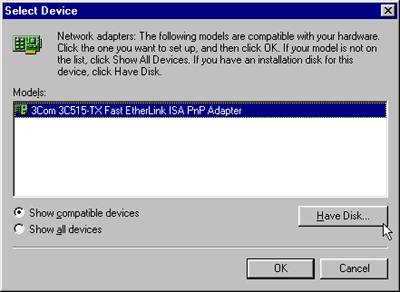 Select Device
Network adapters: The following models are compatible with your hardware.
Click the one you want to set up, and then click OK. If your model is not on
the list, click Show All Devices. If you have an installation disk for this
device, click Have Disk.
Models:
3Com 3C515-TX Fast EtherLink ISA PnP Adapter
Show compatible devices
Have Disk...
Show all devices
OK
Cancel